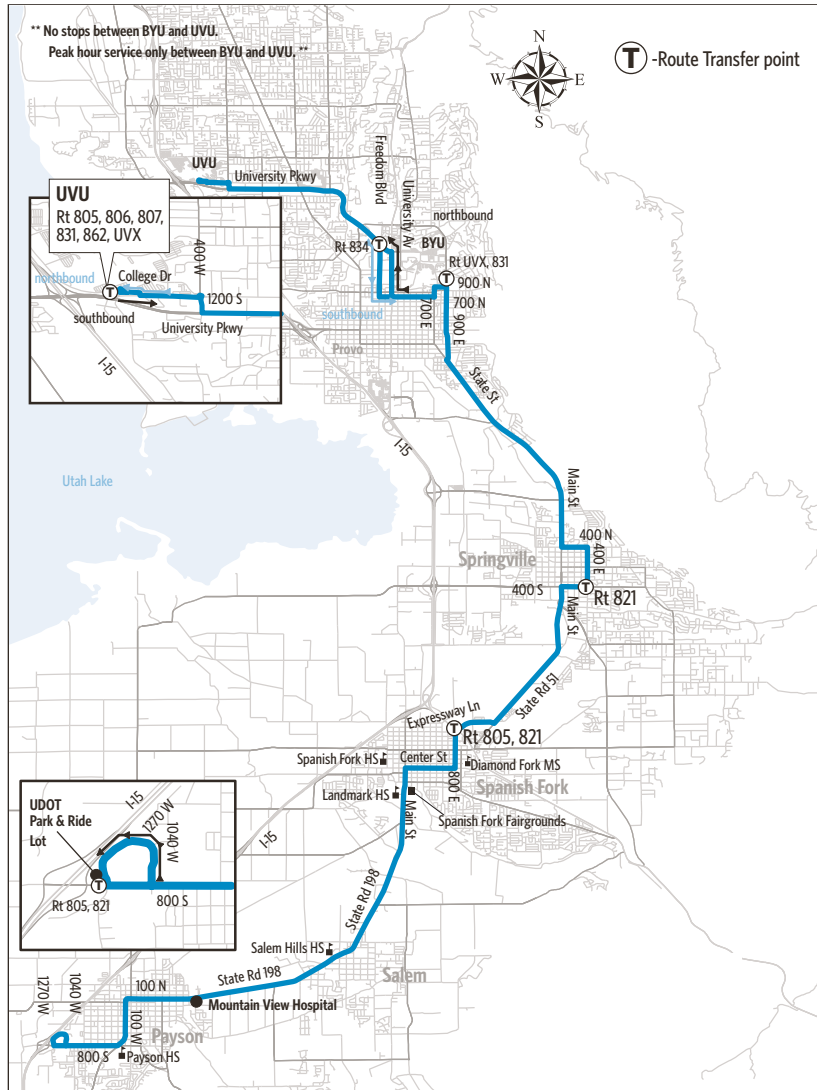 ** No stops between BYU and UVU.
Peak hour service only between BYU and UVU. **
N
W
E
S
T
-Route Transfer point
UVU
University Pkwy
Freedom Blvd
University Av
northbound
BYU
Rt 834
T
Rt UVX, 831
T
900 N
700 N
southbound
700 E
900 E
Provo
State St
UVU
Rt 805, 806, 807,
831, 862, UVX
400 W
northbound
College Dr
T
1200 S
southbound
University Pkwy
I-15
I-15
Utah Lake
Main St
400 N
400 E
Springville
400 S
T
Rt 821
Main St
State Rd 51
Expressway Ln
T
Rt 805, 821
Spanish Fork HS
Center St
Diamond Fork MS
800 E
Spanish Fork
Landmark HS
Main St
Spanish Fork Fairgrounds
I-15
UDOT
Park & Ride
Lot
I-15
1270 W
1040 W
T
Rt 805, 821
800 S
State Rd 198
Salem Hills HS
State Rd 198
Salem
1270 W
1040 W
100 N
Mountain View Hospital
100 W
Payson
800 S
Payson HS